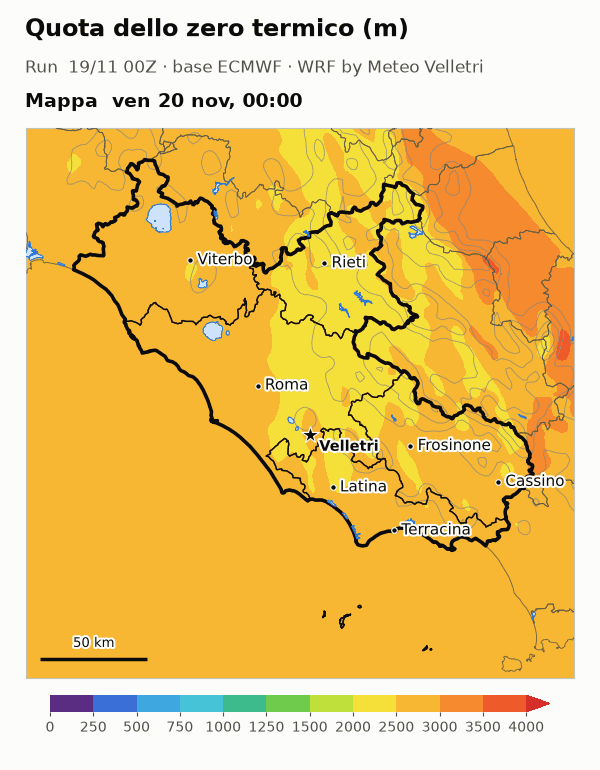 Quota dello zero termico (m)
Run  19/11 00Z · base ECMWF · WRF by Meteo Velletri
Mappa  ven 20 nov, 00:00
Viterbo
Rieti
Roma
Velletri
Frosinone
Latina
Cassino
Terracina
50 km
0 250 500 750 1000 1250 1500 2000 2500 3000 3500 4000